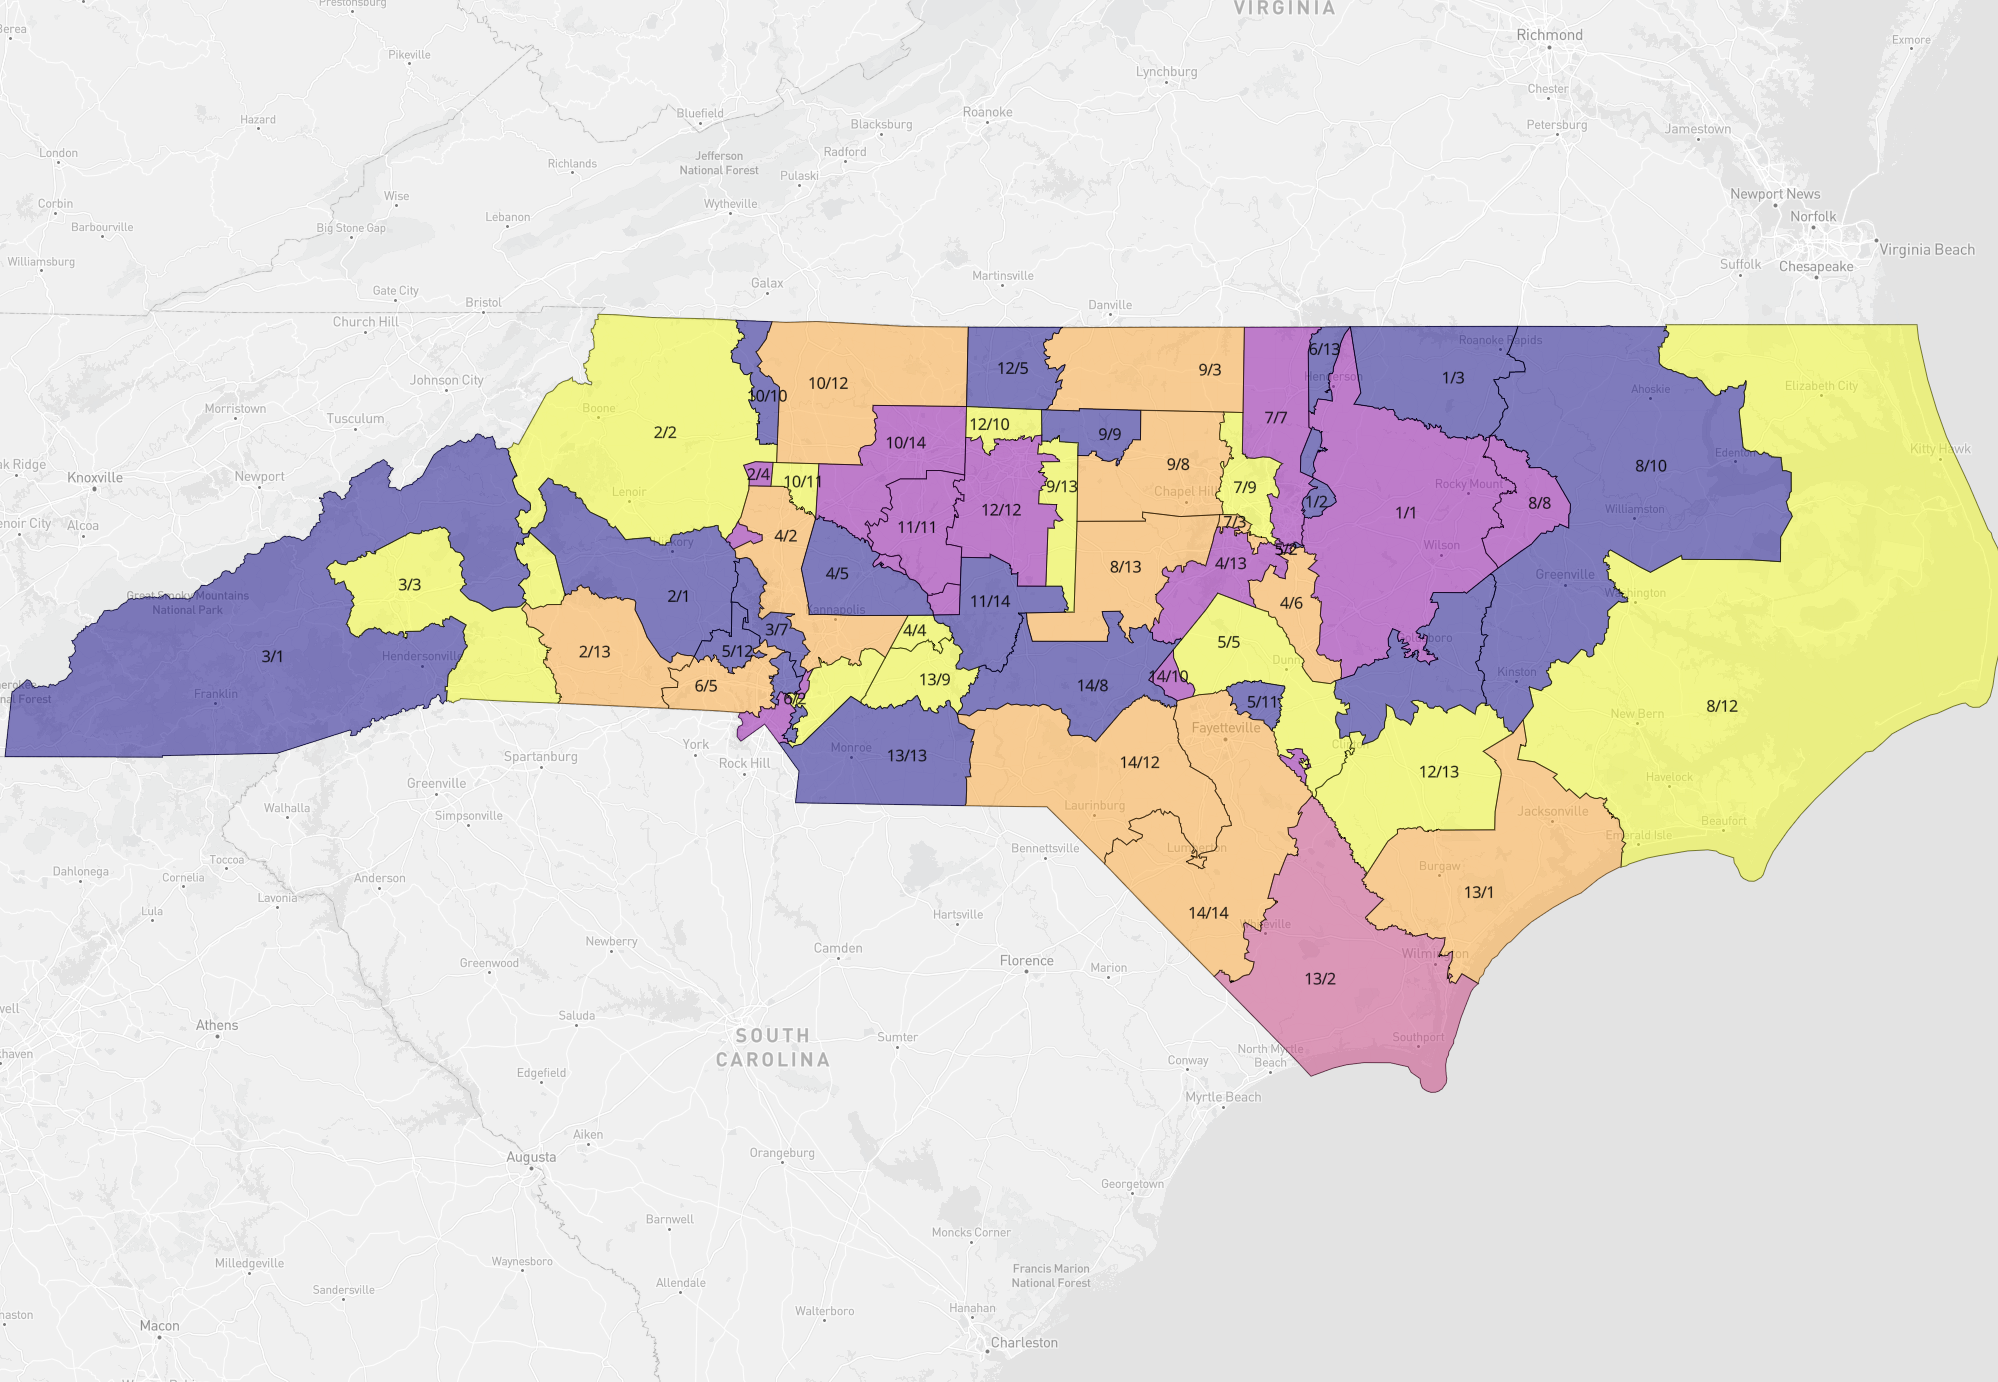 VIRGINIA
Prestonsburg
Berea
Pikeville
Richmond
Exmore
Lynchburg
Chester
Hazard
Bluefield
Blacksburg
Roanoke
Petersburg
Jamestown
London
Richlands
Jefferson
National Forest
Radford
Pulaski
Corbin
Wise
Wytheville
Newport News
Barbourville
Big Stone Gap
Lebanon
Norfolk
Virginia Beach
Williamsburg
Galax
Martinsville
Suffolk
Chesapeake
Gate City
Bristol
Danville
Church Hill
Roanoke Rapids
6/13
Henderson
12/5
9/3
1/3
Johnson City
10/12
10/10
Ahoskie
Elizabeth City
Morristown
Boone
Tusculum
2/2
12/10
9/9
7/7
10/14
Kitty Hawk
Edenton
8/10
9/8
Oak Ridge
Knoxville
Newport
2/4
10/11
9/13
7/9
Chapel Hill
Rocky Mount
Lenoir
1/2
8/8
12/12
1/1
Williamston
Lenoir City
Alcoa
11/11
7/3
4/2
Hickory
5/2
Wilson
4/13
8/13
4/5
3/3
Greenville
Great Smoky Mountains
National Park
2/1
11/14
4/6
Washington
Kannapolis
3/7
4/4
Goldsboro
5/5
5/12
3/1
Hendersonville
2/13
Dunn
13/9
14/10
14/8
Kinston
6/5
Franklin
6/2
5/11
8/12
New Bern
Fayetteville
York
Monroe
Clinton
Rock Hill
Spartanburg
13/13
14/12
12/13
Havelock
Greenville
Walhalla
Simpsonville
Laurinburg
Jacksonville
Beaufort
Emerald Isle
Bennettsville
Lumberton
Toccoa
Dahlonega
Cornelia
Anderson
Burgaw
13/1
Lavonia
Lula
Hartsville
14/14
Whiteville
Newberry
Camden
Wilmington
Greenwood
Florence
Marion
13/2
Saluda
Athens
SOUTH
CAROLINA
Sumter
Southport
North Myrtle
Beach
Conway
Edgefield
Myrtle Beach
Aiken
Orangeburg
Augusta
Georgetown
Barnwell
Moncks Corner
Milledgeville
Waynesboro
Francis Marion
National Forest
Sandersville
Allendale
Walterboro
Hanahan
Macon
Charleston